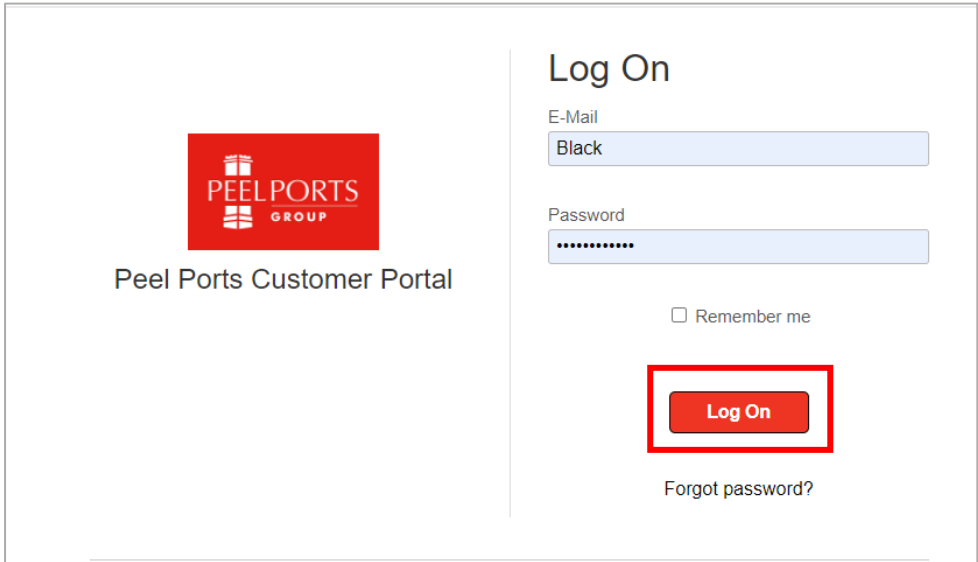 PEEL PORTS
GROUP
Peel Ports Customer Portal
Log On
E-Mail
Black
Password
••••••••••••
Remember me
Log On
Forgot password?